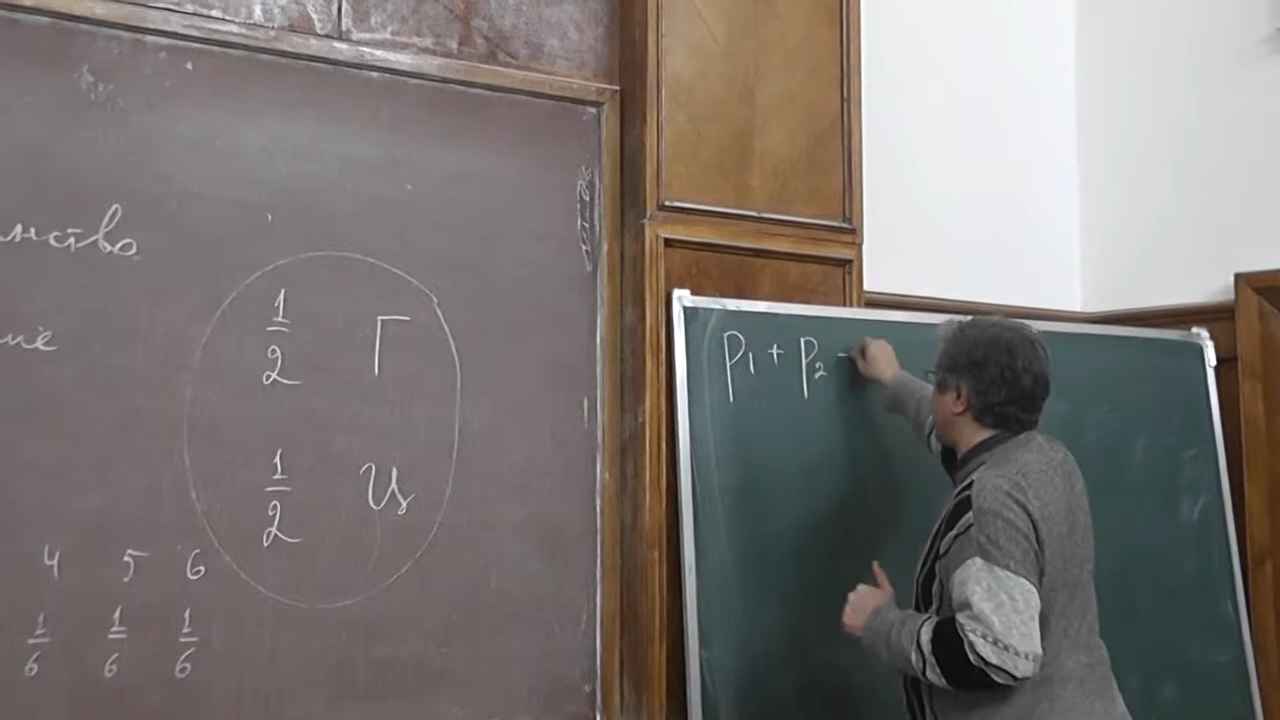 нство
ие
1/2 Г
1/2 Ц
4 5 6
1/6 1/6 1/6
p₁ + p₂ -